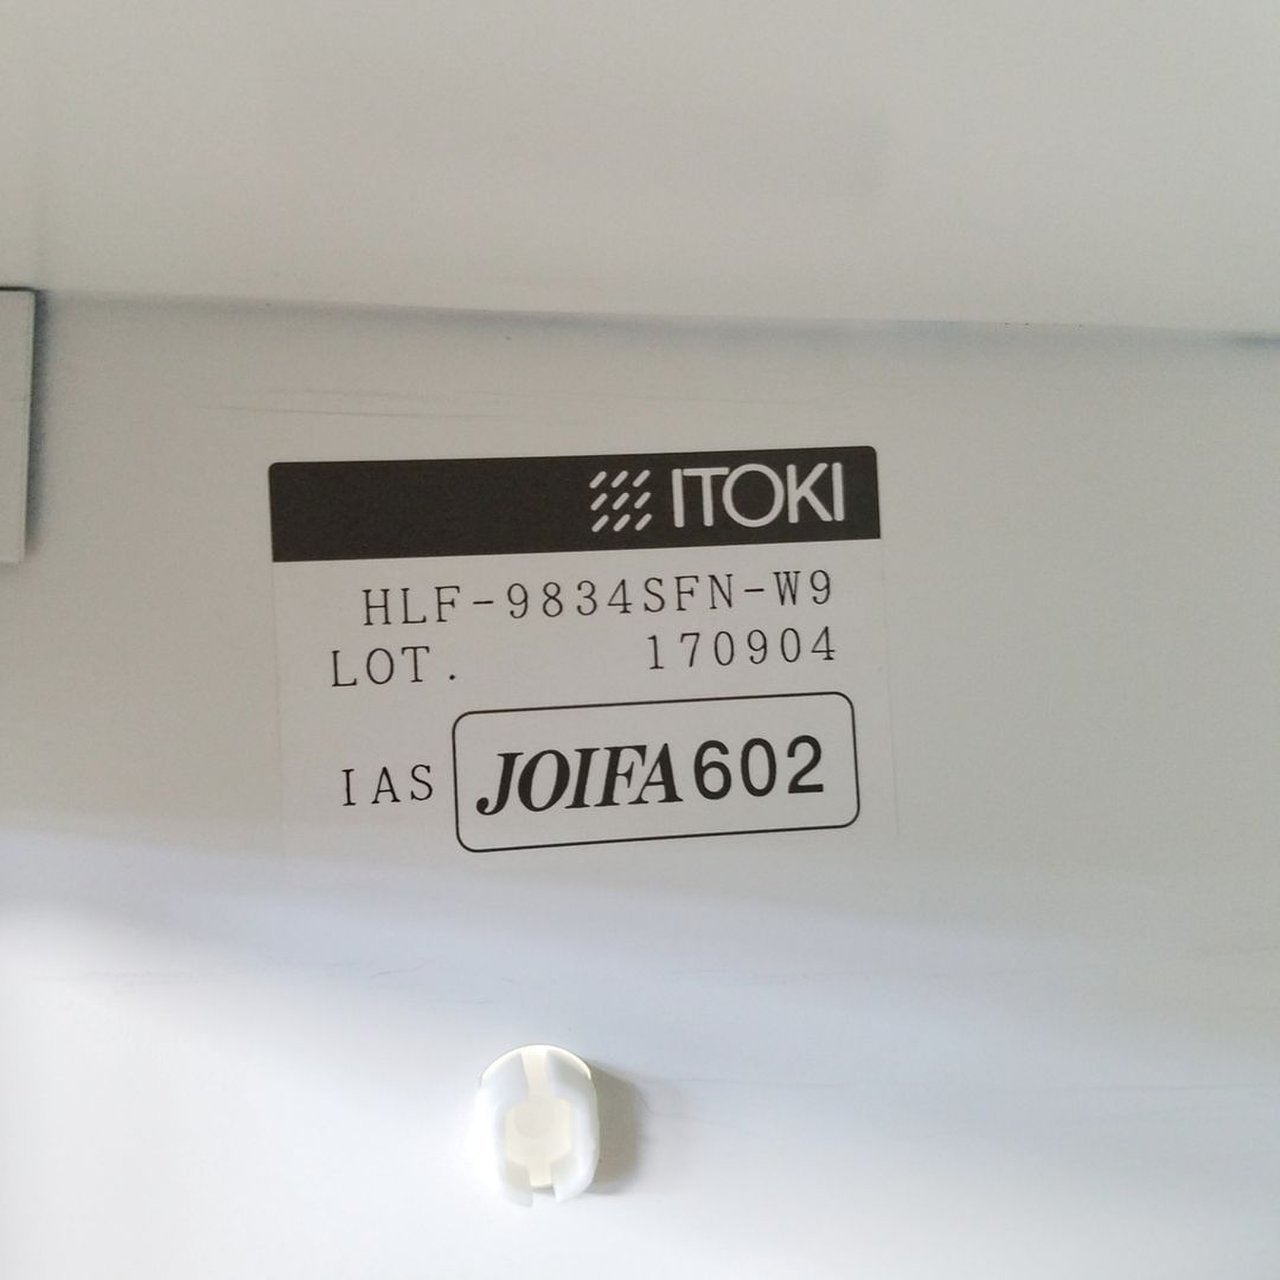 ITOKI
HLF-9834SFN-W9
LOT. 170904
IAS JOIFA602